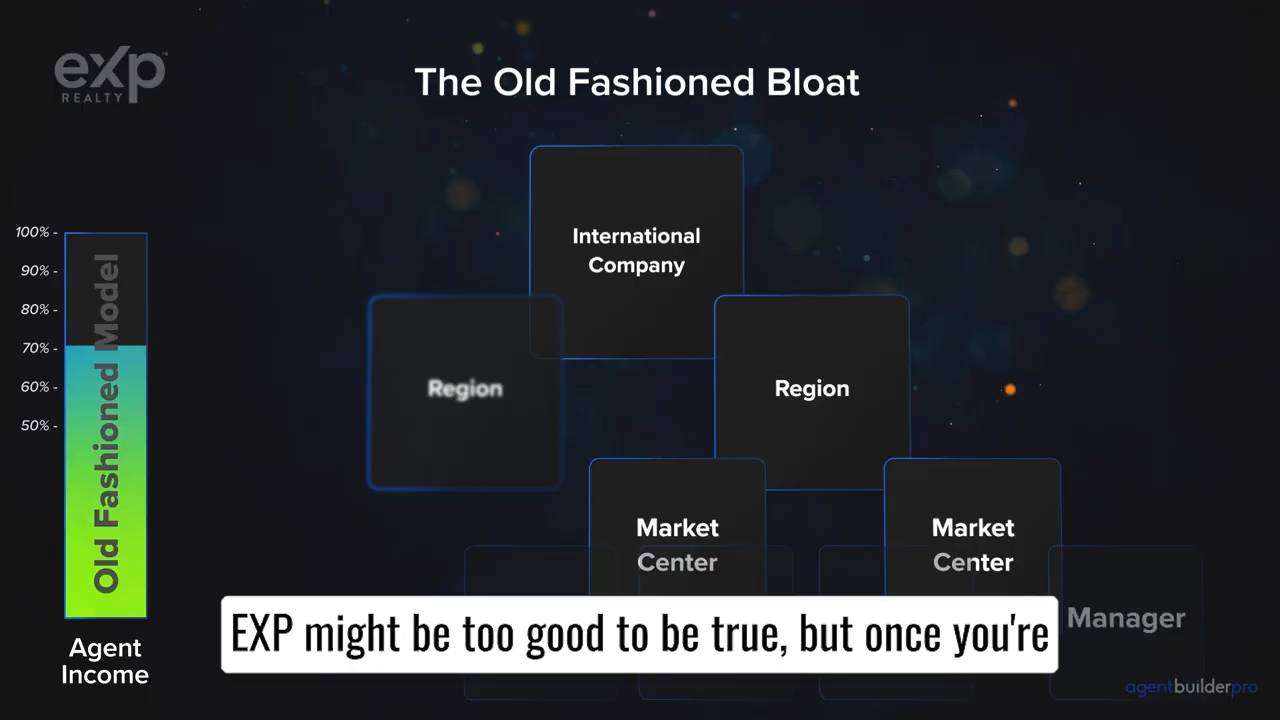 eXp
REALTY
The Old Fashioned Bloat
International
Company
100% -
90% -
80% -
70% -
60% -
50% -
Old Fashioned Model
Agent
Income
Region
Region
Market
Center
Market
Center
Manager
EXP might be too good to be true, but once you're
agentbuilderpro